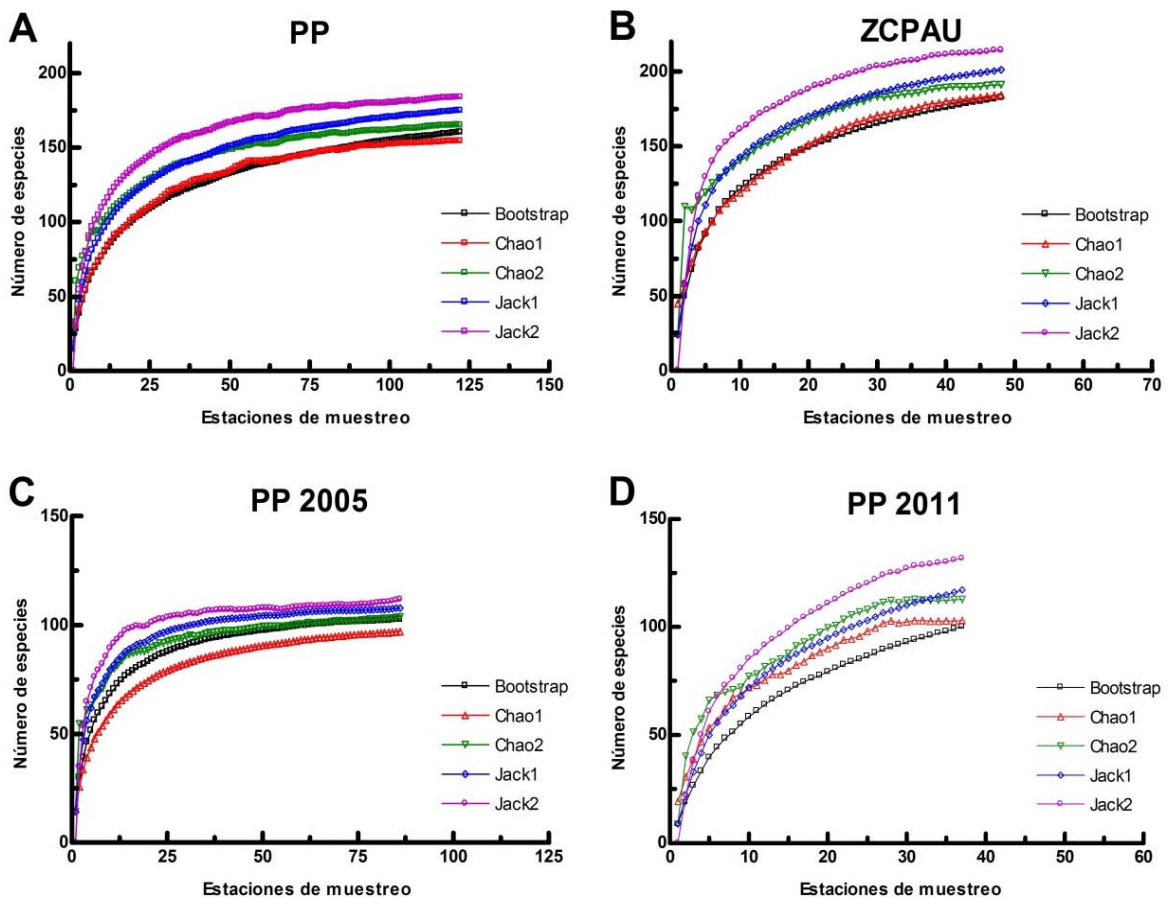 A
PP
Número de especies
200
150
100
50
0
0
25
50
75
100
125
150
Estaciones de muestreo
Bootstrap
Chao1
Chao2
Jack1
Jack2
B
ZCPAU
Número de especies
200
150
100
50
0
0
10
20
30
40
50
60
70
Estaciones de muestreo
Bootstrap
Chao1
Chao2
Jack1
Jack2
C
PP 2005
Número de especies
150
100
50
0
0
25
50
75
100
125
Estaciones de muestreo
Bootstrap
Chao1
Chao2
Jack1
Jack2
D
PP 2011
Número de especies
150
100
50
0
0
10
20
30
40
50
60
Estaciones de muestreo
Bootstrap
Chao1
Chao2
Jack1
Jack2